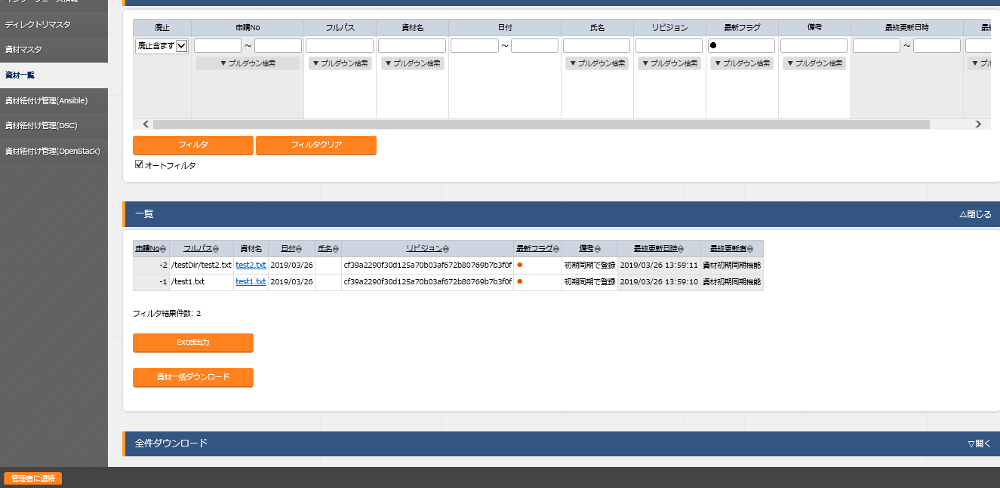 ディレクトリマスタ
資材マスタ
資材一覧
資材紐付け管理(Ansible)
資材紐付け管理(DSC)
資材紐付け管理(OpenStack)
廃止 申請No フルパス 資材名 日付 氏名 リビジョン 最新フラグ 備考 最終更新日時
廃止含まず ～ ～ ● ～
▼プルダウン検索 ▼プルダウン検索 ▼プルダウン検索 ▼プルダウン検索 ▼プルダウン検索 ▼プルダウン検索 ▼プルダウン検索
フィルタ フィルタクリア
オートフィルタ
一覧 △閉じる
申請No フルパス 資材名 日付 氏名 リビジョン 最新フラグ 備考 最終更新日時 最終更新者
-2 /testDir/test2.txt test2.txt 2019/03/26 cf39a2290f30d125a70b03af672b80769b7b3f0f ● 初期同期で登録 2019/03/26 13:59:11 資材初期同期機能
-1 /test1.txt test1.txt 2019/03/26 cf39a2290f30d125a70b03af672b80769b7b3f0f ● 初期同期で登録 2019/03/26 13:59:10 資材初期同期機能
フィルタ結果件数: 2
Excel出力
資材一括ダウンロード
全件ダウンロード ▽開く
管理者に連絡